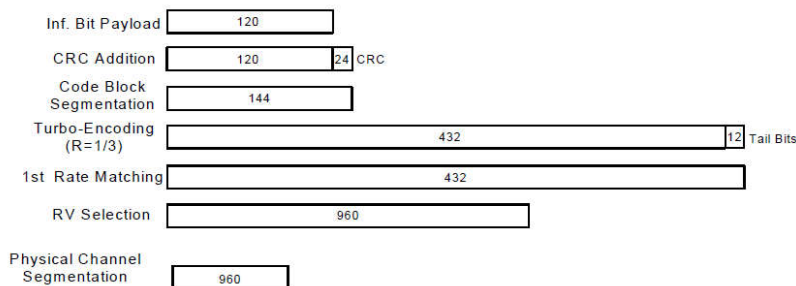 Inf. Bit Payload 120
CRC Addition 120 24 CRC
Code Block
Segmentation 144
Turbo-Encoding
(R=1/3) 432 12 Tail Bits
1st Rate Matching 432
RV Selection 960
Physical Channel
Segmentation 960